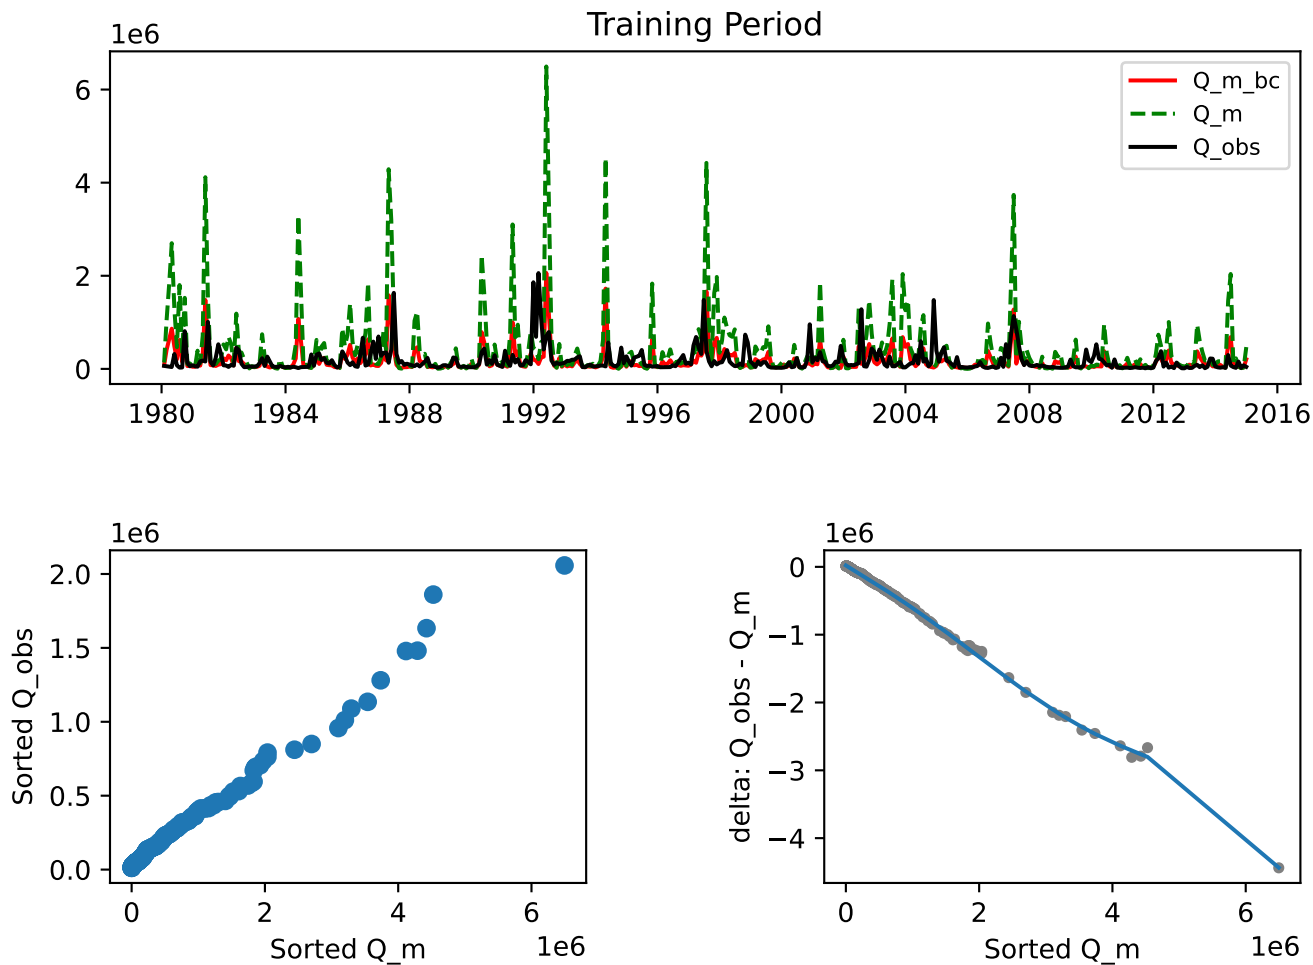 Training Period
1e6
6
4
2
0
Q_m_bc
Q_m
Q_obs
1980 1984 1988 1992 1996 2000 2004 2008 2012 2016
1e6
2.0
1.5
1.0
0.5
0.0
Sorted Q_obs
0 2 4 6
1e6
Sorted Q_m
1e6
0
−1
−2
−3
−4
delta: Q_obs - Q_m
0 2 4 6
1e6
Sorted Q_m